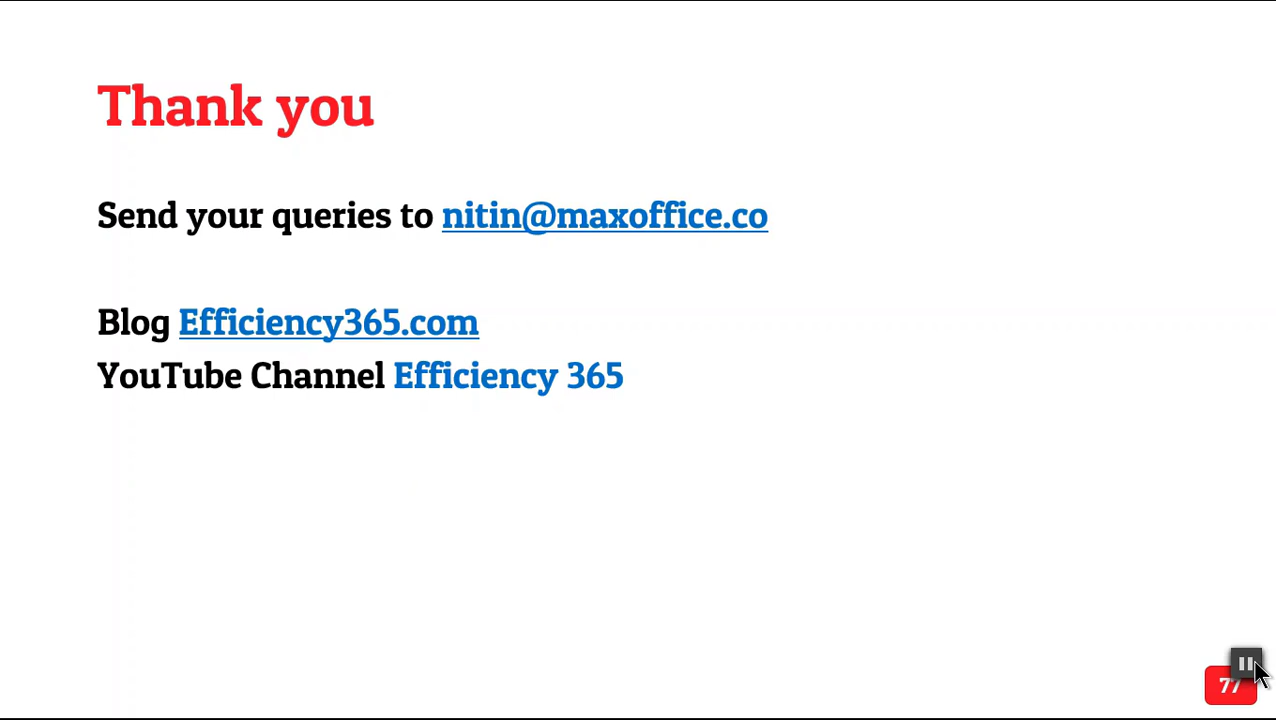 Thank you
Send your queries to nitin@maxoffice.co
Blog Efficiency365.com
YouTube Channel Efficiency 365
77